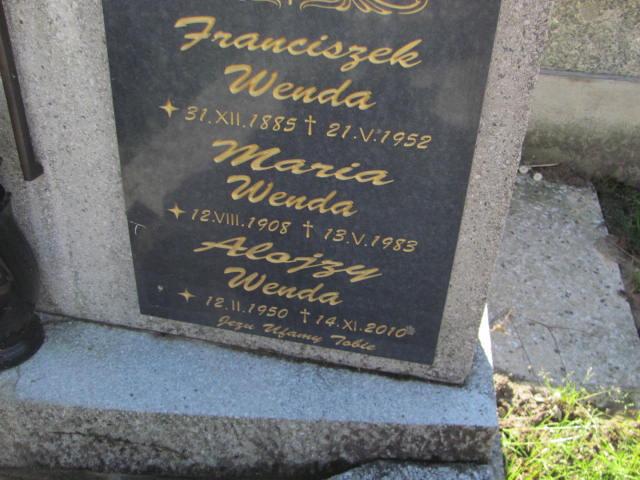 Franciszek
Wenda
31.XII.1885 † 21.V.1952
Maria
Wenda
12.VIII.1908 † 13.V.1983
Alojzy
Wenda
12.II.1950 † 14.XI.2010
Jezu Ufamy Tobie